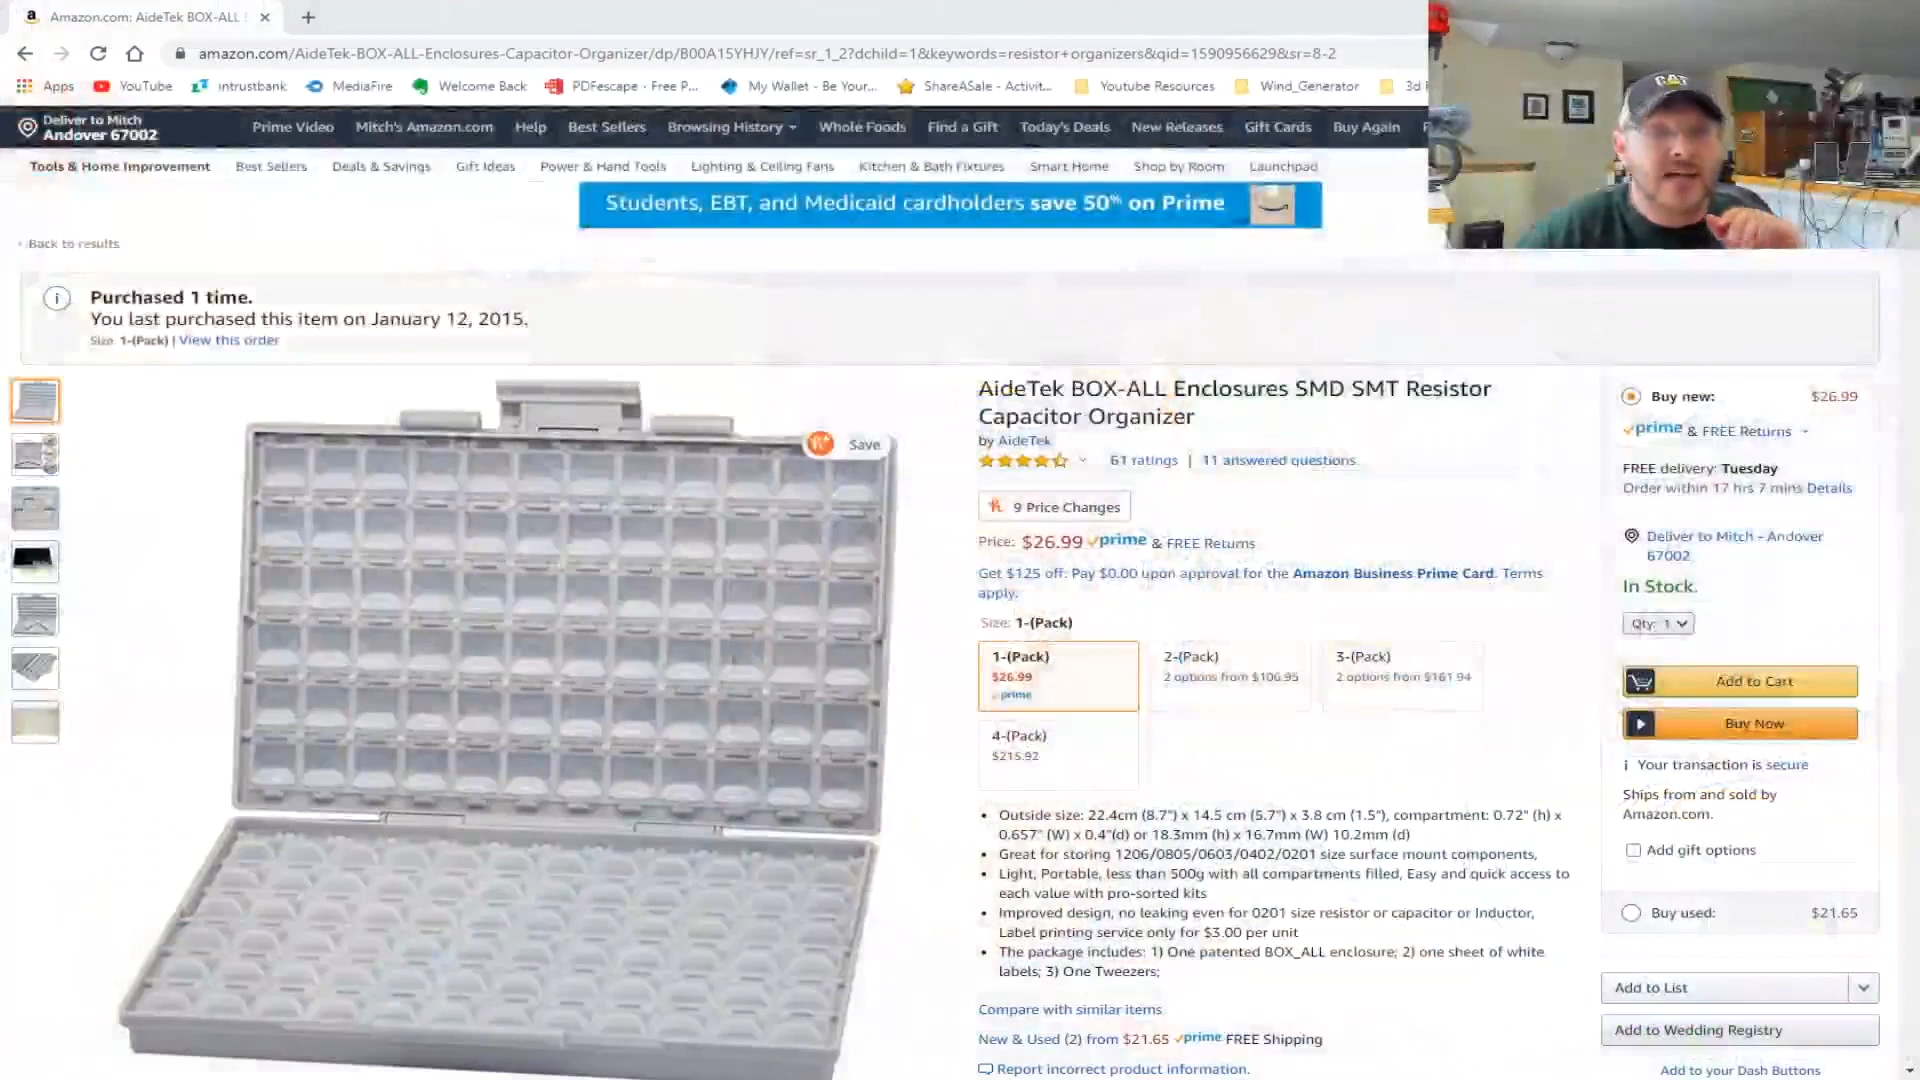 Amazon.com: AideTek BOX-ALL
amazon.com/AideTek-BOX-ALL-Enclosures-Capacitor-Organizer/dp/B00A15YHJY/ref=sr_1_2?dchild=1&keywords=resistor+organizers&qid=1590956629&sr=8-2
Apps YouTube intrustbank MediaFire Welcome Back PDFescape - Free P... My Wallet - Be Your... ShareASale - Activit... Youtube Resources Wind_Generator 3d
CAT
Deliver to Mitch
Andover 67002
Prime Video Mitch's Amazon.com Help Best Sellers Browsing History Whole Foods Find a Gift Today's Deals New Releases Gift Cards Buy Again
Tools & Home Improvement Best Sellers Deals & Savings Gift Ideas Power & Hand Tools Lighting & Ceiling Fans Kitchen & Bath Fixtures Smart Home Shop by Room Launchpad
Students, EBT, and Medicaid cardholders save 50% on Prime
‹ Back to results
Purchased 1 time.
You last purchased this item on January 12, 2015.
Size: 1-(Pack) | View this order
Save
AideTek BOX-ALL Enclosures SMD SMT Resistor
Capacitor Organizer
by AideTek
61 ratings | 11 answered questions
9 Price Changes
Price: $26.99 prime & FREE Returns
Get $125 off: Pay $0.00 upon approval for the Amazon Business Prime Card. Terms
apply.
Size: 1-(Pack)
1-(Pack)
$26.99
prime
2-(Pack)
2 options from $106.95
3-(Pack)
2 options from $161.94
4-(Pack)
$215.92
• Outside size: 22.4cm (8.7") x 14.5 cm (5.7") x 3.8 cm (1.5"), compartment: 0.72" (h) x
0.657" (W) x 0.4"(d) or 18.3mm (h) x 16.7mm (W) 10.2mm (d)
• Great for storing 1206/0805/0603/0402/0201 size surface mount components,
• Light, Portable, less than 500g with all compartments filled, Easy and quick access to
each value with pro-sorted kits
• Improved design, no leaking even for 0201 size resistor or capacitor or Inductor,
Label printing service only for $3.00 per unit
• The package includes: 1) One patented BOX_ALL enclosure; 2) one sheet of white
labels; 3) One Tweezers;
Compare with similar items
New & Used (2) from $21.65 prime FREE Shipping
Report incorrect product information.
Buy new: $26.99
prime & FREE Returns
FREE delivery: Tuesday
Order within 17 hrs 7 mins Details
Deliver to Mitch - Andover
67002
In Stock.
Qty: 1
Add to Cart
Buy Now
Your transaction is secure
Ships from and sold by
Amazon.com.
Add gift options
Buy used: $21.65
Add to List
Add to Wedding Registry
Add to your Dash Buttons